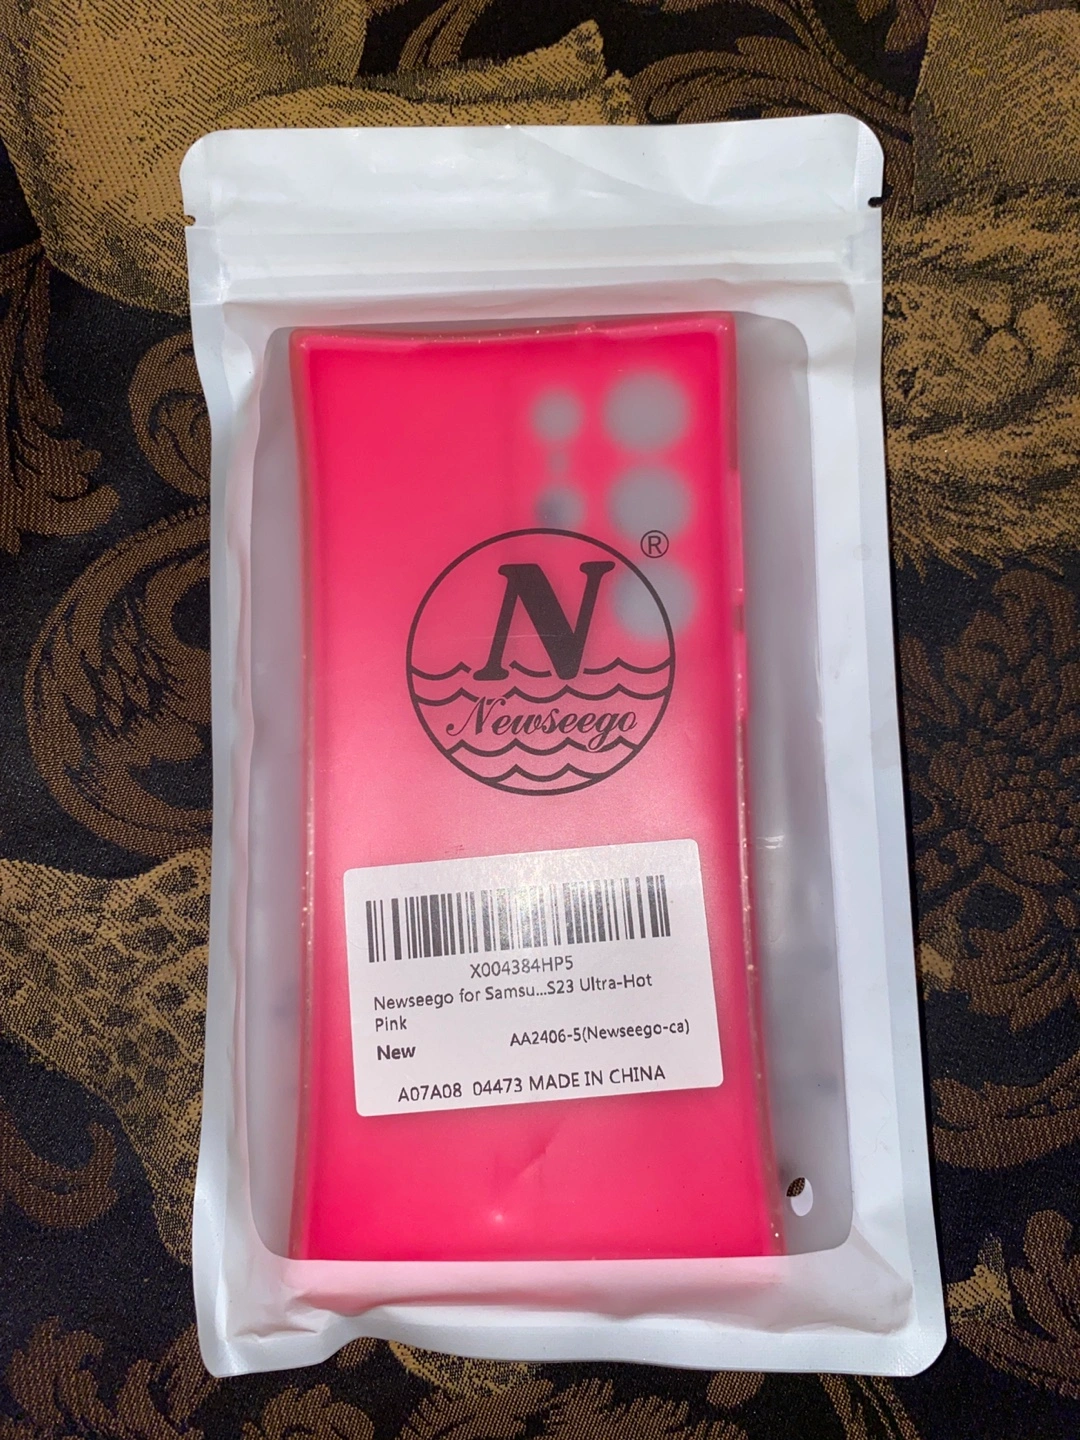 ®
N
Newseego
X004384HP5
Newseego for Samsu...S23 Ultra-Hot
Pink
New
AA2406-5(Newseego-ca)
A07A08 04473 MADE IN CHINA